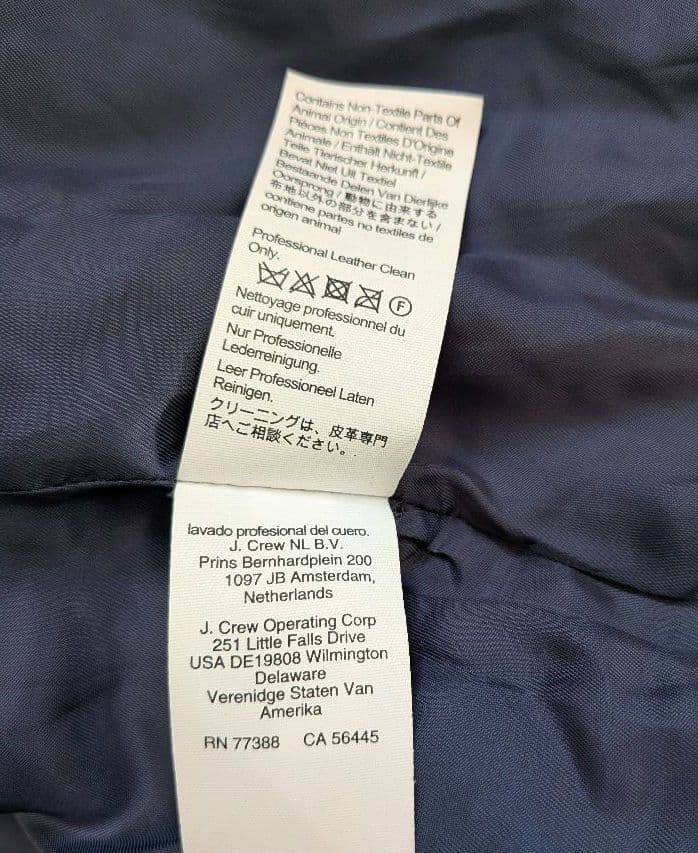 Contains Non-Textile Parts Of
Animal Origin / Contient Des
Pièces Non Textiles D'Origine
Animale / Enthält Nicht-Textile
Teile Tierischer Herkunft /
Bevat Niet Uit Textiel
Bestaande Delen Van Dierlijke
Oorsprong / 動物に由来する
布地以外の部分を含まない /
contiene partes no textiles de
origen animal
Professional Leather Clean
Only.
F
Nettoyage professionnel du
cuir uniquement.
Nur Professionelle
Lederreinigung.
Leer Professioneel Laten
Reinigen.
クリーニングは、皮革専門
店へご相談ください。.
lavado profesional del cuero.
J. Crew NL B.V.
Prins Bernhardplein 200
1097 JB Amsterdam,
Netherlands
J. Crew Operating Corp
251 Little Falls Drive
USA DE19808 Wilmington
Delaware
Verenidge Staten Van
Amerika
RN 77388 CA 56445